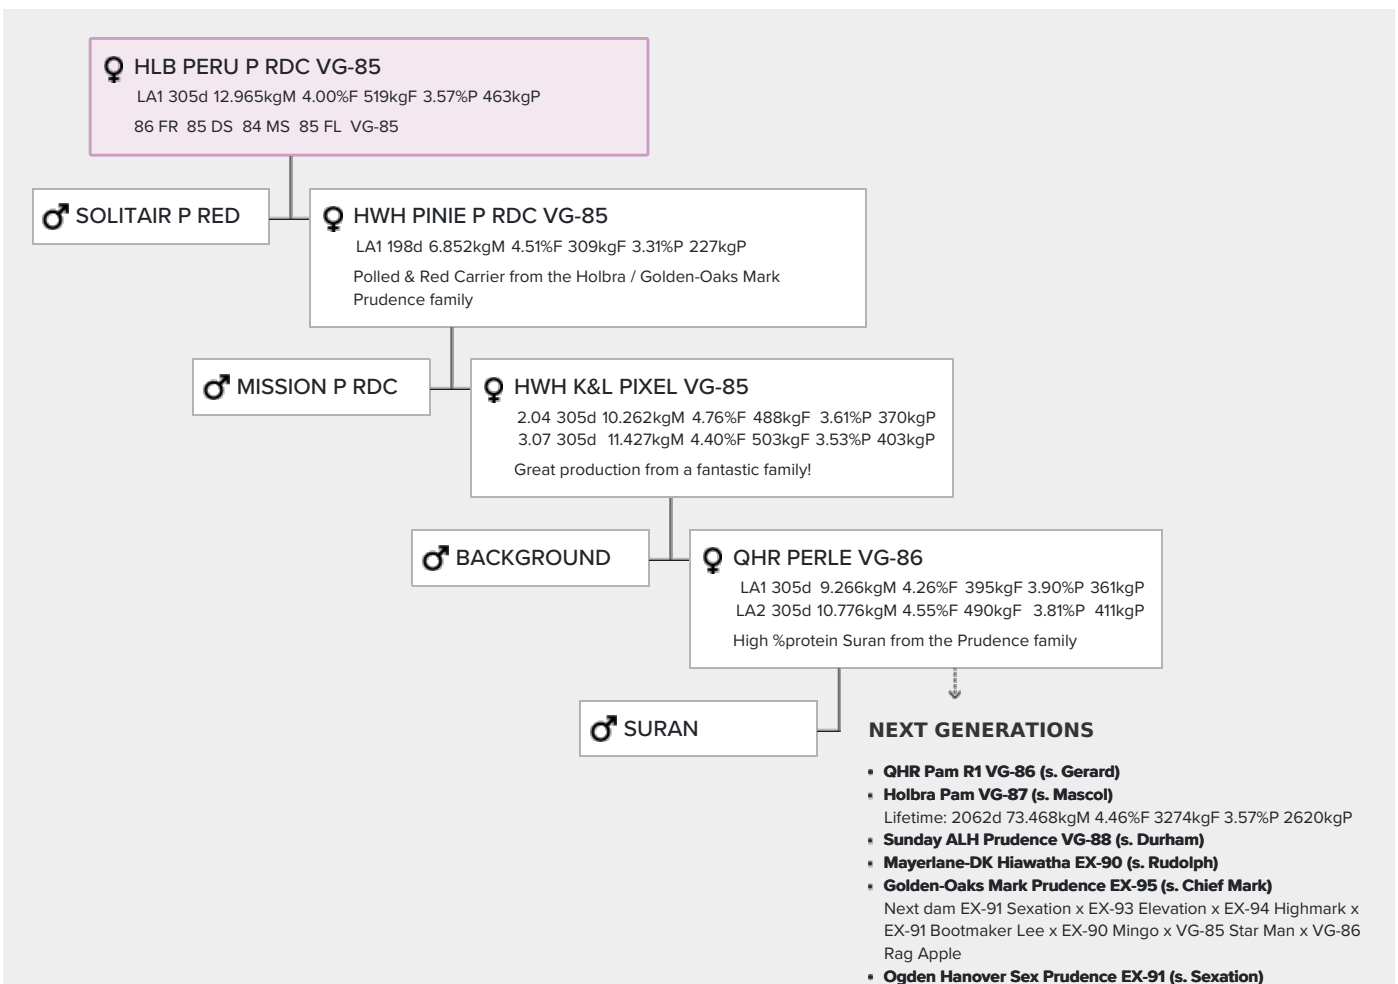 HLB PERU P RDC VG-85
LA1 305d 12.965kgM 4.00%F 519kgF 3.57%P 463kgP
86 FR 85 DS 84 MS 85 FL VG-85
SOLITAIR P RED
HWH PINIE P RDC VG-85
LA1 198d 6.852kgM 4.51%F 309kgF 3.31%P 227kgP
Polled & Red Carrier from the Holbra / Golden-Oaks Mark
Prudence family
MISSION P RDC
HWH K&L PIXEL VG-85
2.04 305d 10.262kgM 4.76%F 488kgF 3.61%P 370kgP
3.07 305d 11.427kgM 4.40%F 503kgF 3.53%P 403kgP
Great production from a fantastic family!
BACKGROUND
QHR PERLE VG-86
LA1 305d 9.266kgM 4.26%F 395kgF 3.90%P 361kgP
LA2 305d 10.776kgM 4.55%F 490kgF 3.81%P 411kgP
High %protein Suran from the Prudence family
SURAN
NEXT GENERATIONS
QHR Pam R1 VG-86 (s. Gerard)
Holbra Pam VG-87 (s. Mascol)
Lifetime: 2062d 73.468kgM 4.46%F 3274kgF 3.57%P 2620kgP
Sunday ALH Prudence VG-88 (s. Durham)
Mayerlane-DK Hiawatha EX-90 (s. Rudolph)
Golden-Oaks Mark Prudence EX-95 (s. Chief Mark)
Next dam EX-91 Sexation x EX-93 Elevation x EX-94 Highmark x
EX-91 Bootmaker Lee x EX-90 Mingo x VG-85 Star Man x VG-86
Rag Apple
Ogden Hanover Sex Prudence EX-91 (s. Sexation)